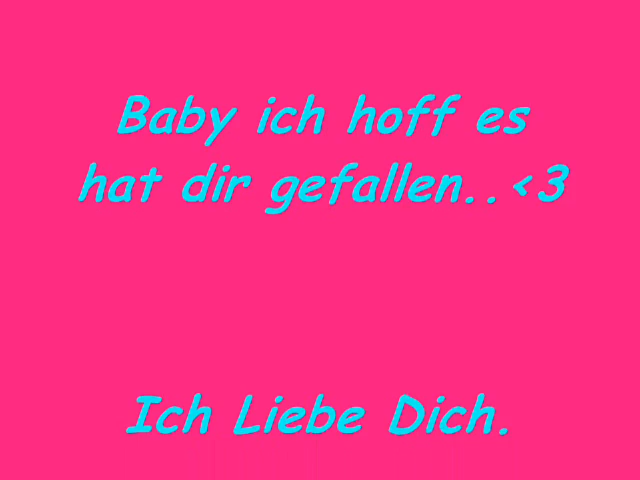 Baby ich hoff es
hat dir gefallen..<3
Ich Liebe Dich.